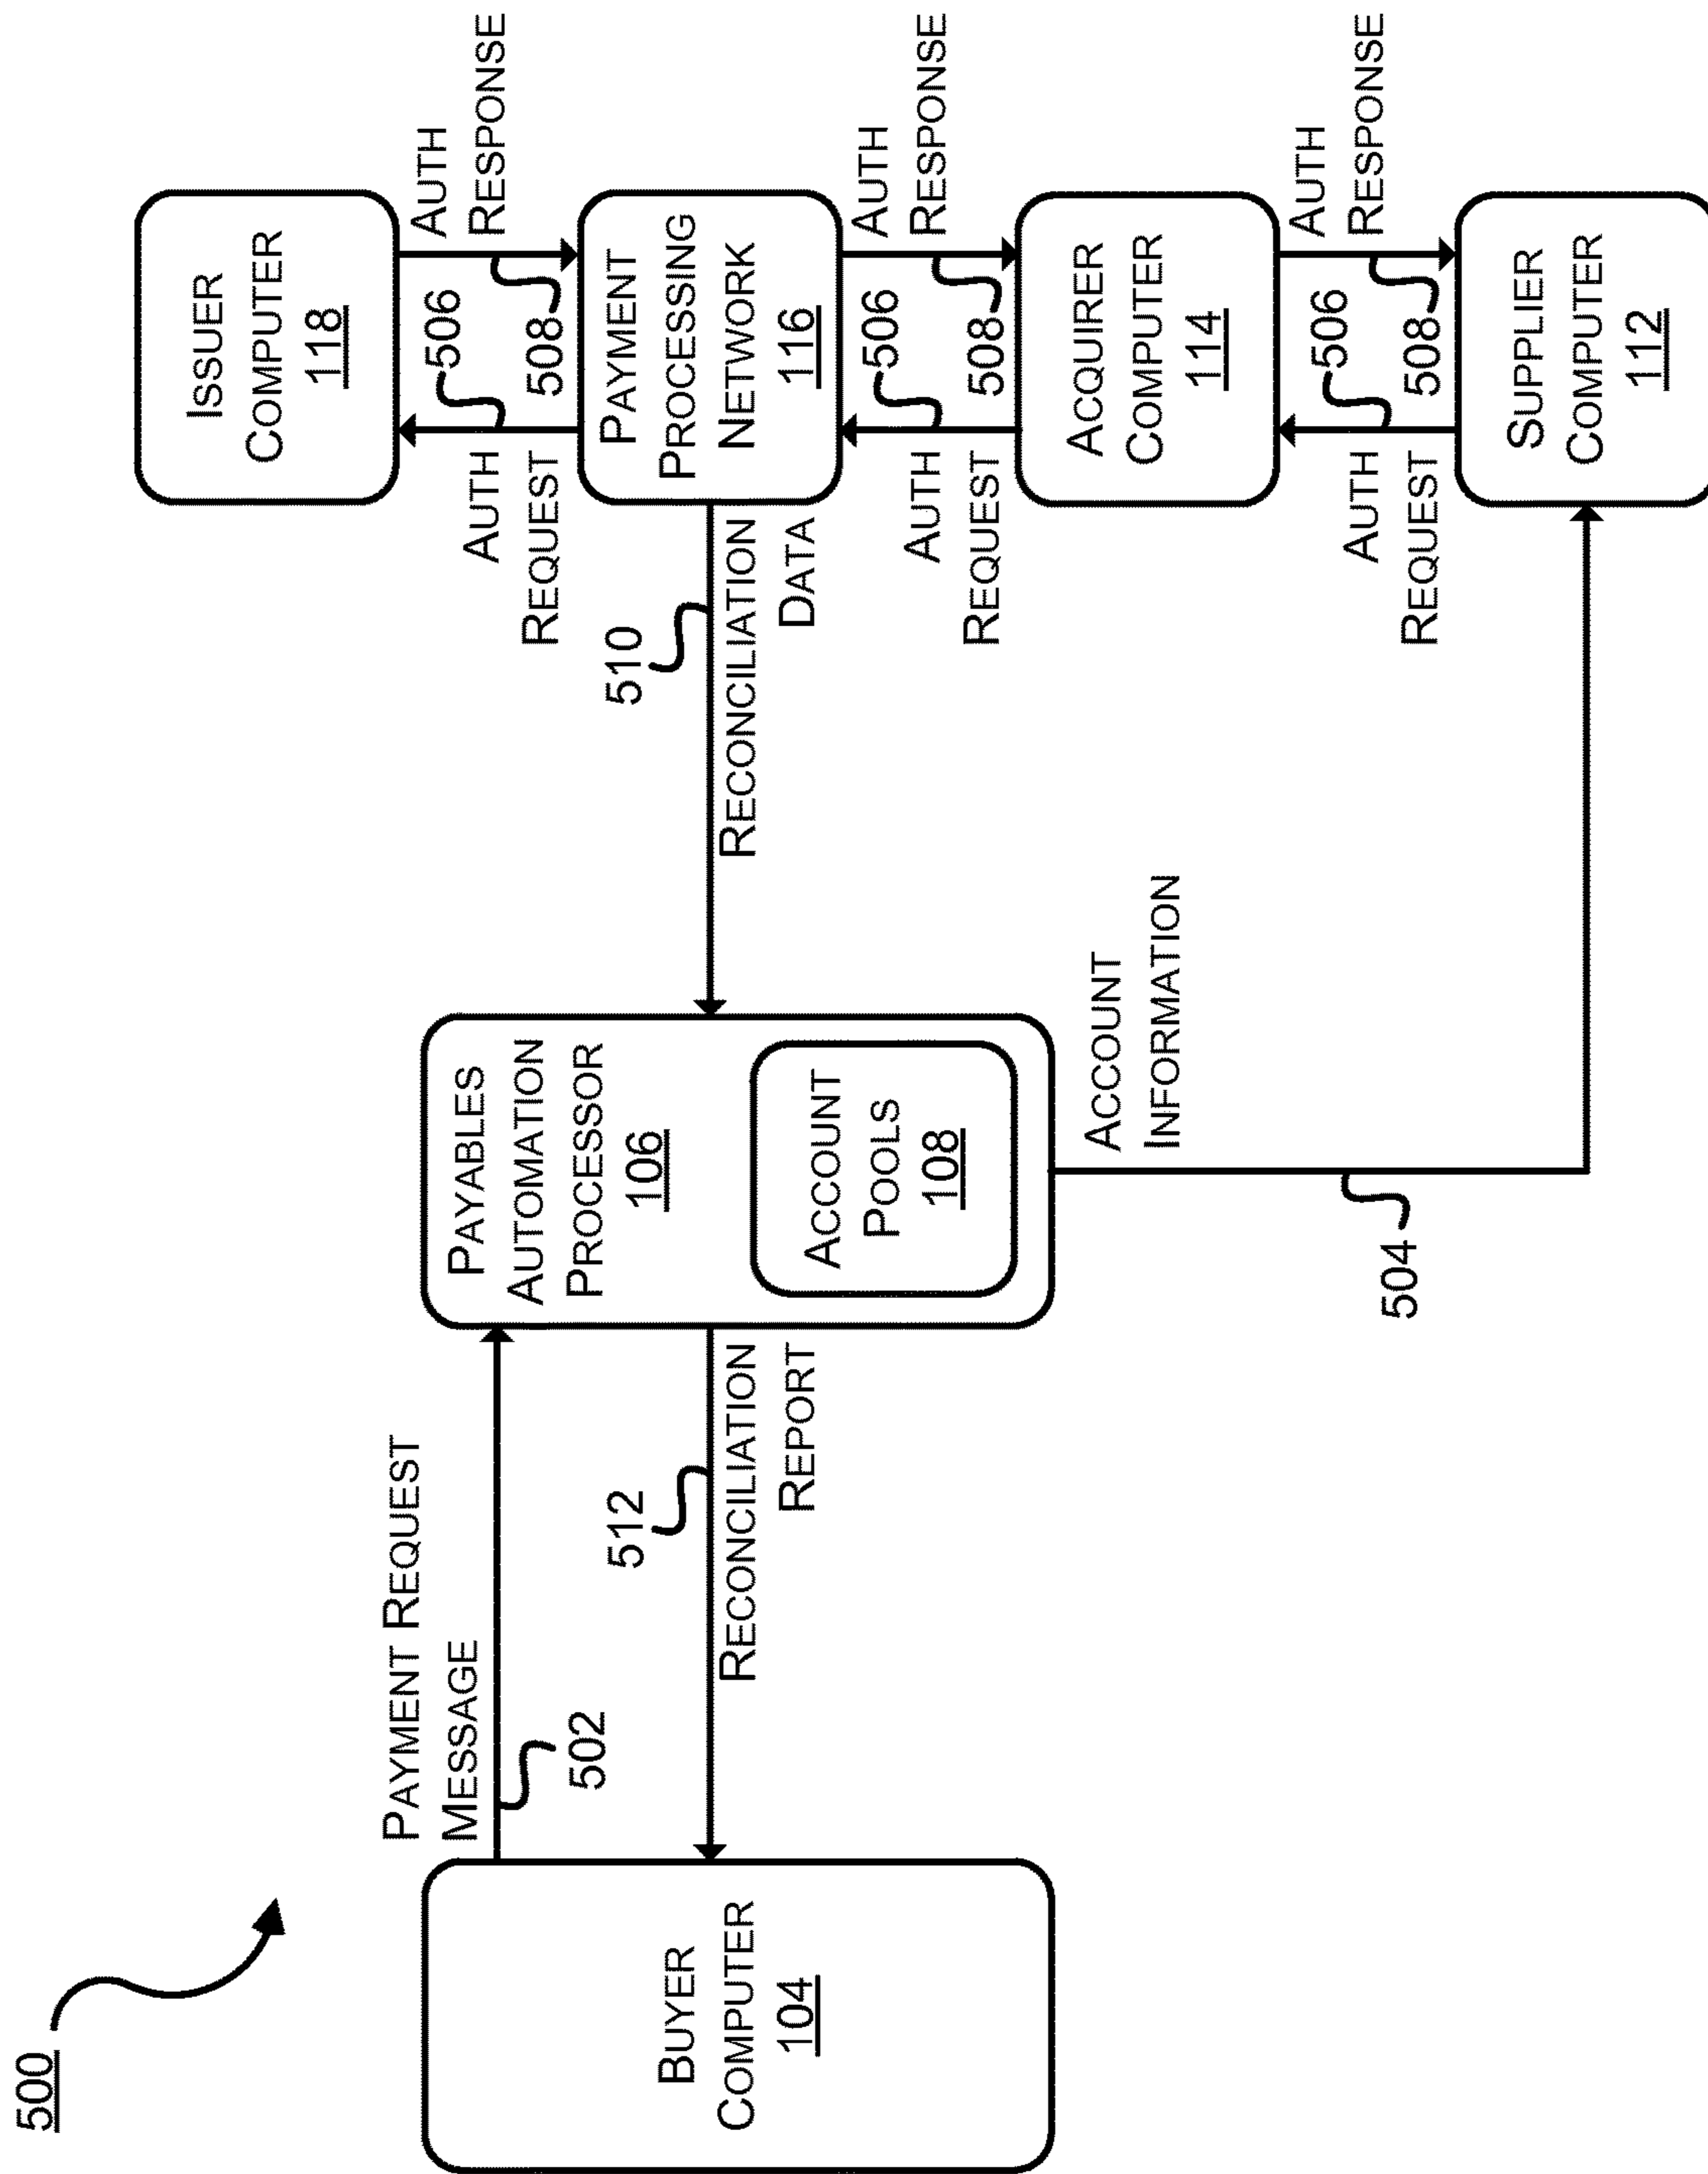 500
BUYER
COMPUTER
104
PAYMENT REQUEST
MESSAGE
502
512
RECONCILIATION
REPORT
PAYABLES
AUTOMATION
PROCESSOR
106
ACCOUNT
POOLS
108
ACCOUNT
INFORMATION
504
510
RECONCILIATION
DATA
ISSUER
COMPUTER
118
AUTH
REQUEST
506
508
AUTH
RESPONSE
PAYMENT
PROCESSING
NETWORK
116
AUTH
REQUEST
506
508
AUTH
RESPONSE
ACQUIRER
COMPUTER
114
AUTH
REQUEST
506
508
AUTH
RESPONSE
SUPPLIER
COMPUTER
112